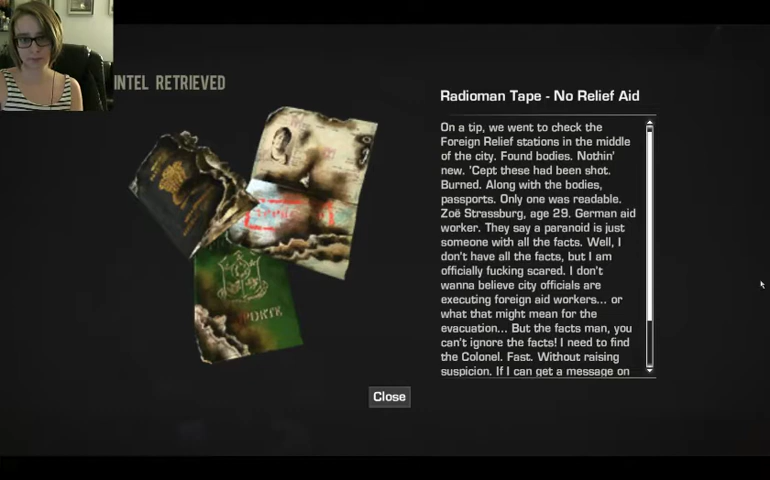 INTEL RETRIEVED
Radioman Tape - No Relief Aid
On a tip, we went to check the
Foreign Relief stations in the middle
of the city. Found bodies. Nothin'
new. 'Cept these had been shot.
Burned. Along with the bodies,
passports. Only one was readable.
Zoë Strassburg, age 29. German aid
worker. They say a paranoid is just
someone with all the facts. Well, I
don't have all the facts, but I am
officially fucking scared. I don't
wanna believe city officials are
executing foreign aid workers... or
what that might mean for the
evacuation... But the facts man, you
can't ignore the facts! I need to find
the Colonel. Fast. Without raising
suspicion. If I can get a message on
Close